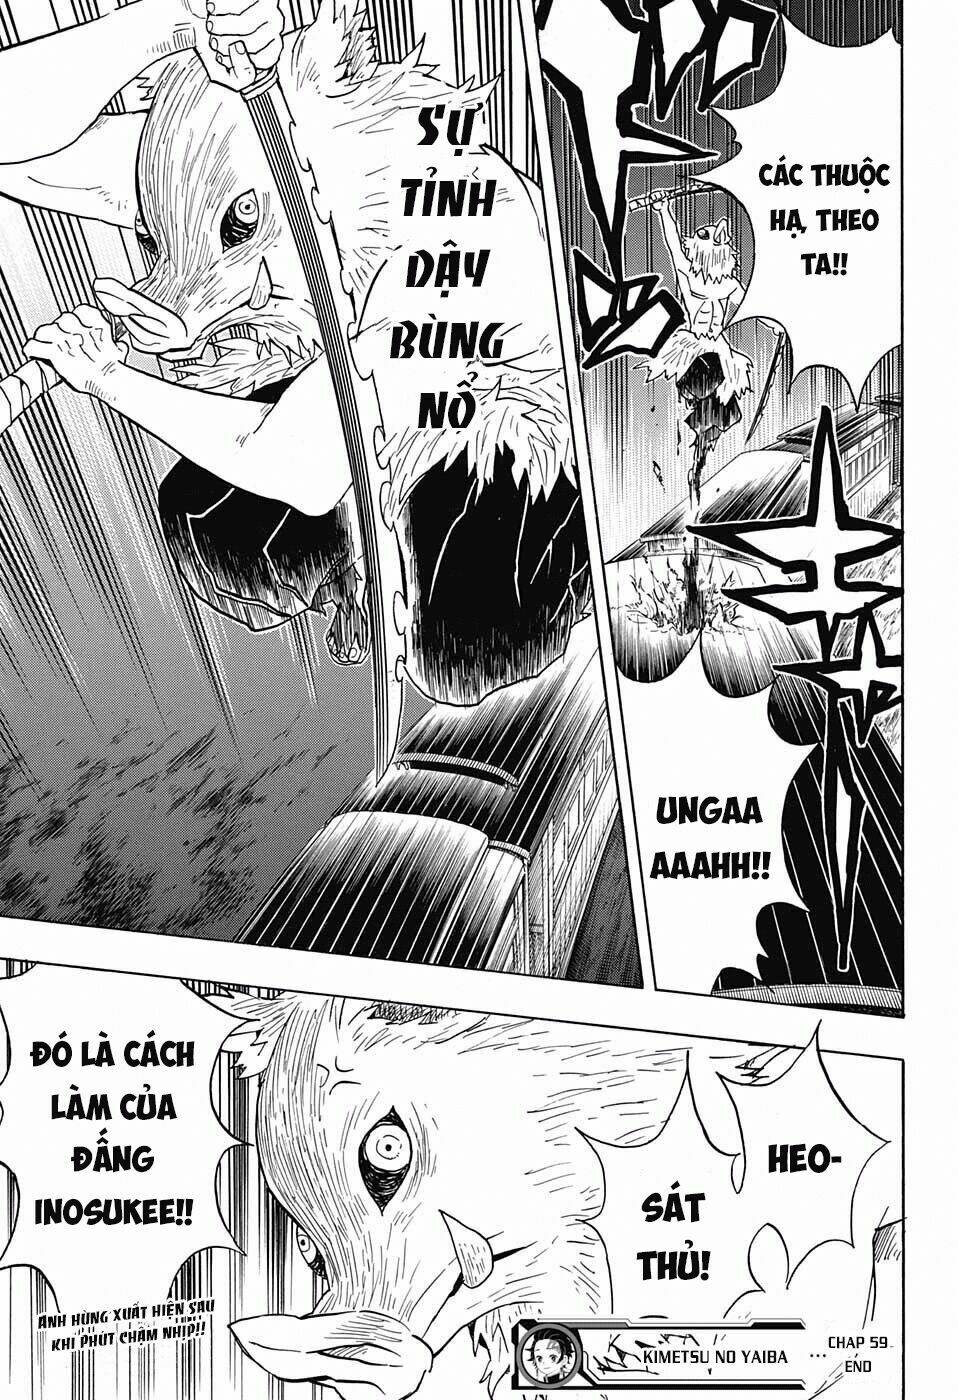 CÁC THUỘC
HẠ, THEO
TA!!
UNGAA
AAAHH!!
SỰ
TỈNH
DẬY
BÙNG
NỔ
HEO-
SÁT
THỦ!
ĐÓ LÀ CÁCH
LÀM CỦA
ĐẤNG
INOSUKEE!!
ANH HÙNG XUẤT HIỆN SAU
KHI PHÚT CHẬM NHỊP!!
KIMETSU NO YAIBA
... CHAP 59
END